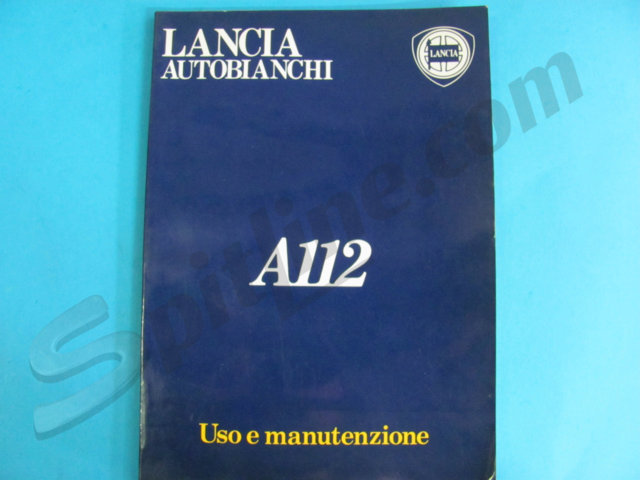 LANCIA
AUTOBIANCHI
LANCIA
A112
Uso e manutenzione
Spitline.com